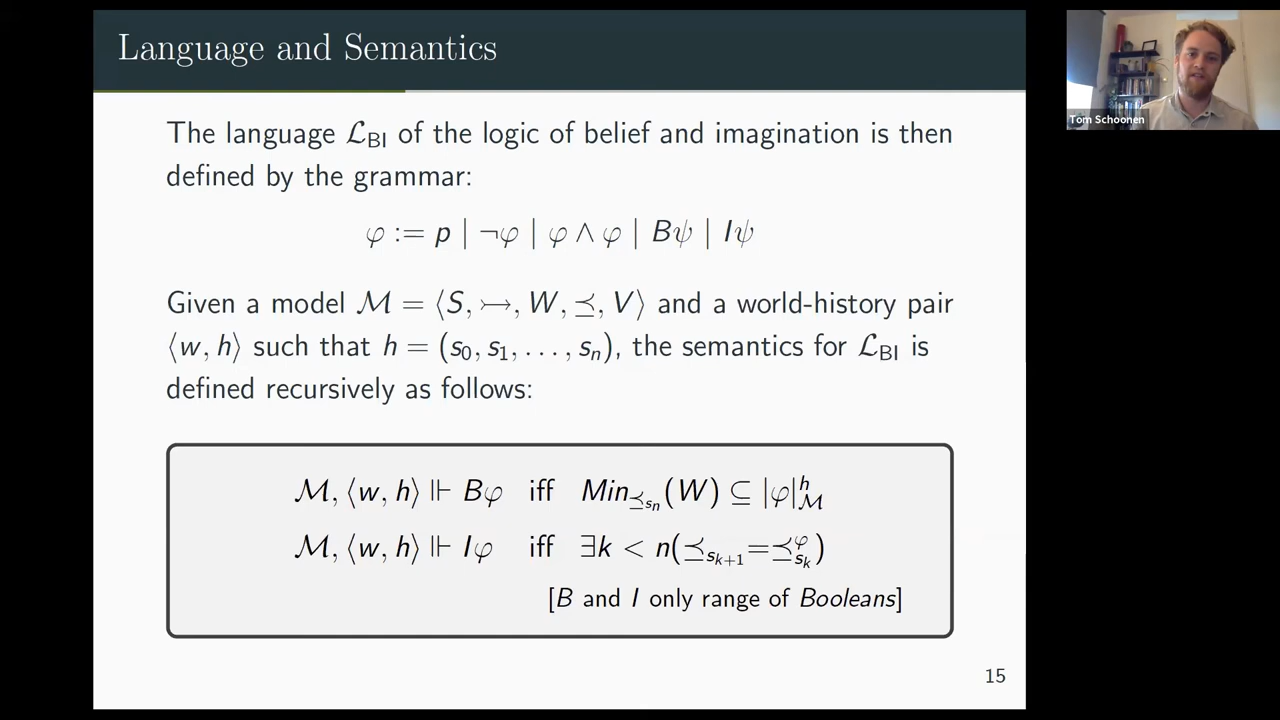 Language and Semantics
The language ℒ_BI of the logic of belief and imagination is then
defined by the grammar:
φ := p | ¬φ | φ ∧ φ | Bψ | Iψ
Given a model ℳ = ⟨S, ↣, W, ⪯, V⟩ and a world-history pair
⟨w, h⟩ such that h = (s₀, s₁, . . . , sₙ), the semantics for ℒ_BI is
defined recursively as follows:
ℳ, ⟨w, h⟩ ⊩ Bφ iff Min_{⪯_{s_n}}(W) ⊆ |φ|^h_ℳ
ℳ, ⟨w, h⟩ ⊩ Iφ iff ∃k < n(⪯_{s_{k+1}}=⪯^φ_{s_k})
[B and I only range of Booleans]
15
Tom Schoonen